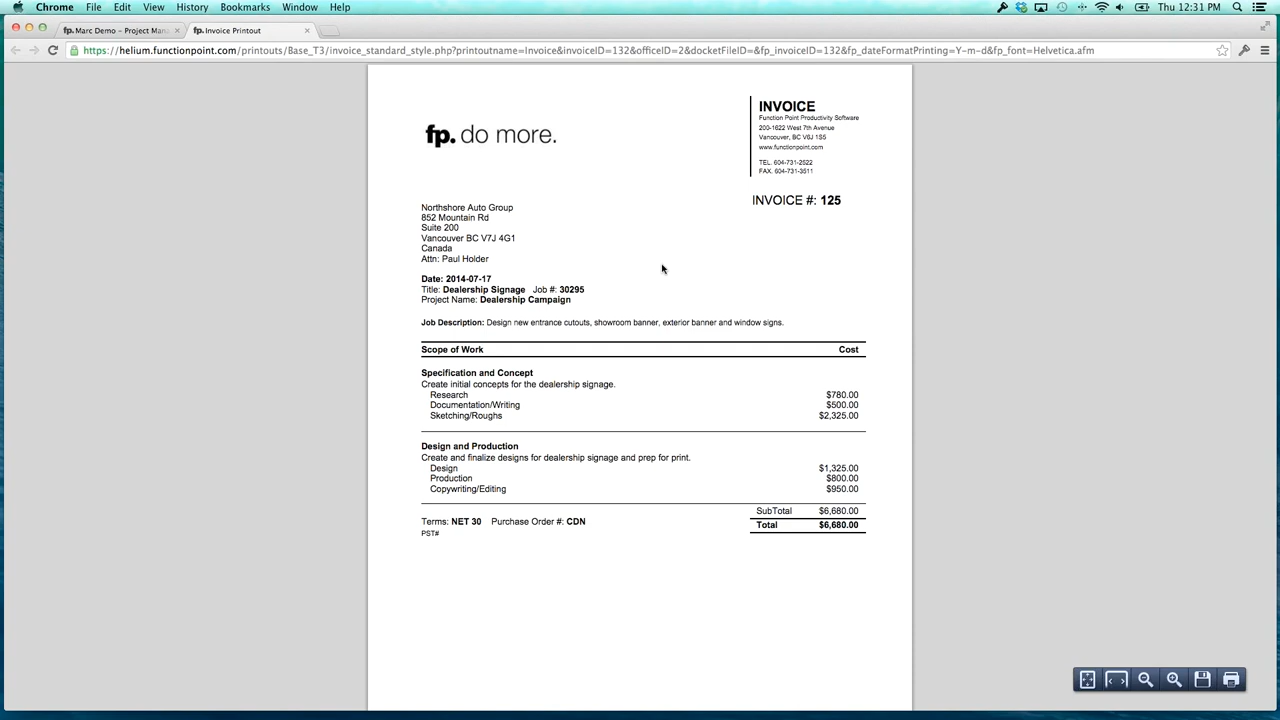 Chrome File Edit View History Bookmarks Window Help Thu 12:31 PM
fp. Marc Demo – Project Man
fp. Invoice Printout
https://helium.functionpoint.com/printouts/Base_T3/invoice_standard_style.php?printoutname=Invoice&invoiceID=132&officeID=2&docketFileID=&fp_invoiceID=132&fp_dateFormatPrinting=Y-m-d&fp_font=Helvetica.afm
fp. do more.
INVOICE
Function Point Productivity Software
200-1622 West 7th Avenue
Vancouver, BC V6J 1S5
www.functionpoint.com
TEL. 604-731-2522
FAX. 604-731-3511
INVOICE #: 125
Northshore Auto Group
852 Mountain Rd
Suite 200
Vancouver BC V7J 4G1
Canada
Attn: Paul Holder
Date: 2014-07-17
Title: Dealership Signage Job #: 30295
Project Name: Dealership Campaign
Job Description: Design new entrance cutouts, showroom banner, exterior banner and window signs.
Scope of Work Cost
Specification and Concept
Create initial concepts for the dealership signage.
Research $780.00
Documentation/Writing $500.00
Sketching/Roughs $2,325.00
Design and Production
Create and finalize designs for dealership signage and prep for print.
Design $1,325.00
Production $800.00
Copywriting/Editing $950.00
SubTotal $6,680.00
Terms: NET 30 Purchase Order #: CDN
Total $6,680.00
PST#